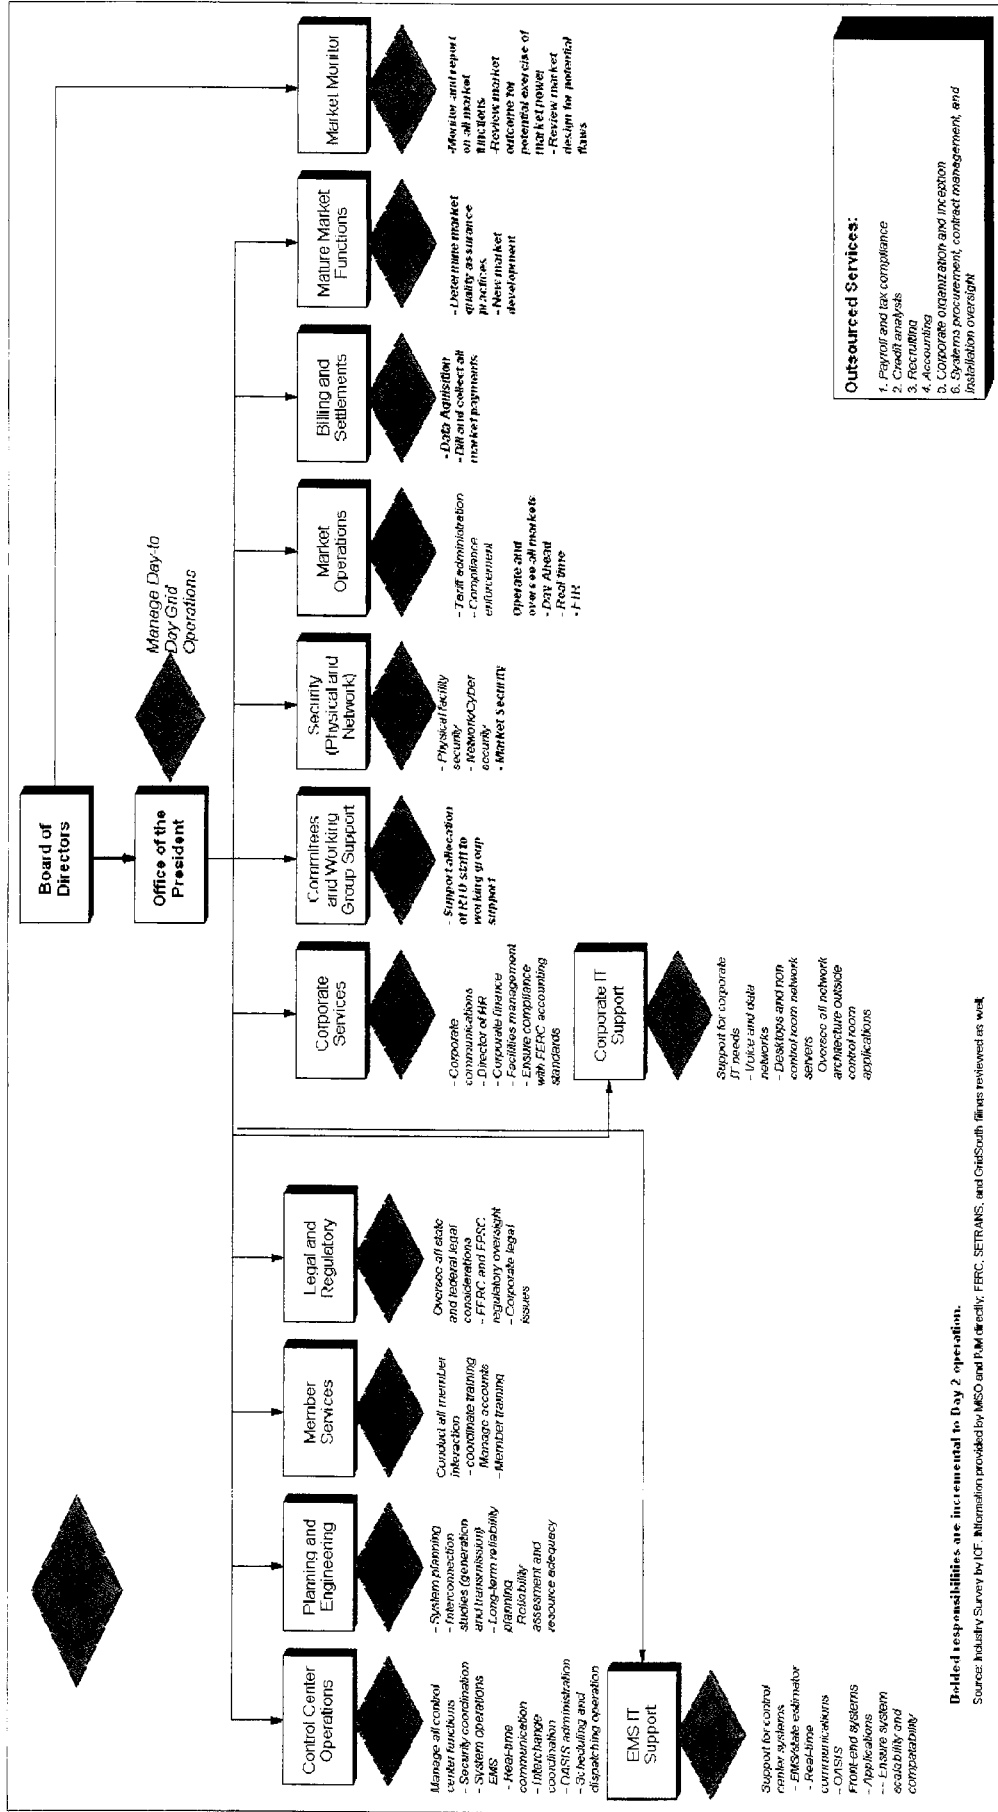 Board of
Directors
Office of the
President
Manage Day-to
Day Grid
Operations
Control Center
Operations
Manage all control
center functions
- Security coordination
- System operations
EMS
- Real-time
communication
- Interchange
coordination
- OASIS administration
- Scheduling and
dispatching operation
Planning and
Engineering
- System planning
- Interconnection
studies (generation
and transmission)
- Long-term reliability
planning
Reliability
assesment and
resource adequacy
Member
Services
Conduct all member
interaction
- coordinate training
Manage accounts
- Member training
Legal and
Regulatory
Oversee all state
and federal legal
considerations
- FERC and FPSC
regulatory oversight
- Corporate legal
issues
Corporate
Services
- Corporate
communications
- Director of HR
- Corporate finance
- Facilities management
- Ensure compliance
with FERC accounting
standards
Committees
and Working
Group Support
- Support allocation
of RTO staff to
working group
support
Security
(Physical and
Network)
- Physical facility
security
- Network/Cyber
security
- Market Security
Market
Operations
- Tariff administration
- Compliance
enforcement
Operate and
oversee all markets
- Day Ahead
- Real time
- FTR
Billing and
Settlements
- Data Aquisition
- Bill and collect all
market payments
Mature Market
Functions
- Determine market
quality assurance
practices
- New market
development
Market Monitor
-Monitor and report
on all market
functions
-Review market
outcome for
potential exercise of
market power
- Review market
design for potential
flaws
EMS IT
Support
Support for control
center systems
- EMS/state estimator
- Real-time
communications
- OASIS
Front-end systems
- Applications
-- Ensure system
scalability and
compatability
Corporate IT
Support
Support for corporate
IT needs
- Voice and data
networks
- Desktops and non
control room network
servers
Oversee all network
architecture outside
control room
applications
Outsourced Services:
1. Payroll and tax compliance
2. Credit analysis
3. Recruiting
4. Accounting
5. Corporate organization and inception
6. Systems procurement, contract management, and
installation oversight
Bolded responsibilities are incremental to Day 2 operation.
Source: Industry Survey by ICF. Information provided by MISO and PJM directly; FERC, SETRANS, and GridSouth filings reviewed as well.